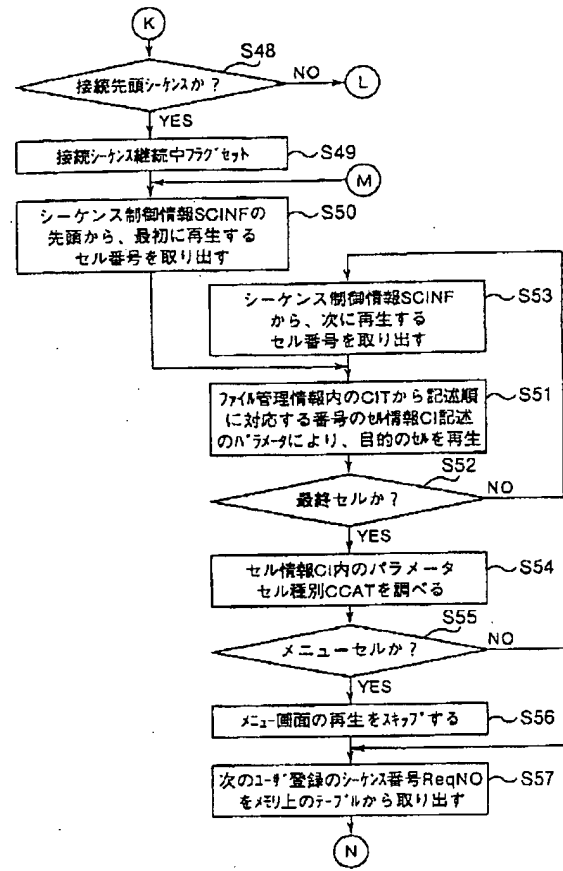 K
S48
接続先頭シーケンスか？
NO
L
YES
接続シーケンス継続中フラグセット
S49
M
シーケンス制御情報SCINFの
先頭から、最初に再生する
セル番号を取り出す
S50
シーケンス制御情報SCINF
から、次に再生する
セル番号を取り出す
S53
ファイル管理情報内のCITから記述順
に対応する番号のセル情報CI記述
のパラメータにより、目的のセルを再生
S51
S52
最終セルか？
NO
YES
セル情報CI内のパラメータ
セル種別CCATを調べる
S54
S55
メニューセルか？
NO
YES
メニュー画面の再生をスキップする
S56
次のユーザ登録のシーケンス番号ReqNO
をメモリ上のテーブルから取り出す
S57
N